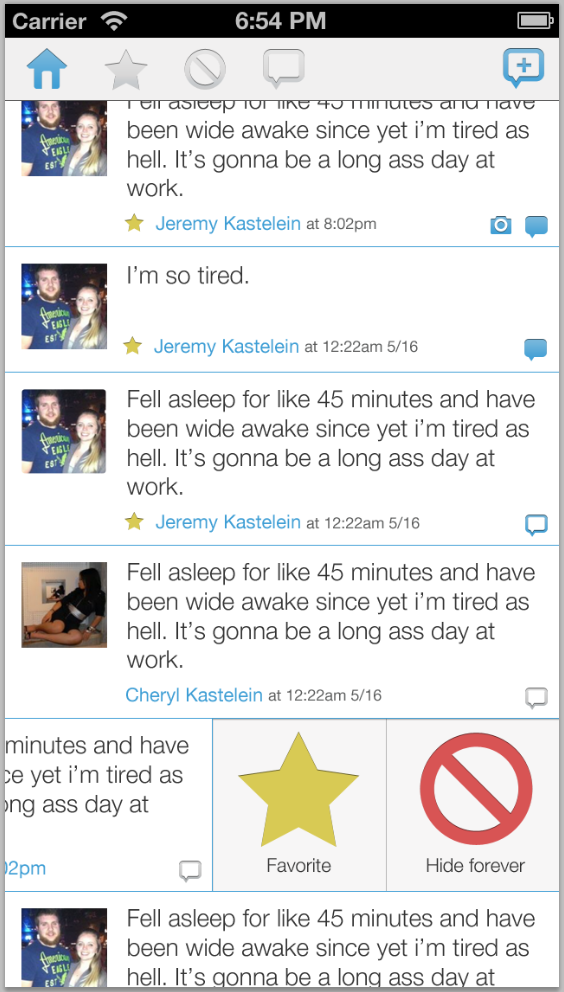 Carrier 6:54 PM
Fell asleep for like 45 minutes and have
been wide awake since yet i'm tired as
hell. It's gonna be a long ass day at
work.
Jeremy Kastelein at 8:02pm
I'm so tired.
Jeremy Kastelein at 12:22am 5/16
Fell asleep for like 45 minutes and have
been wide awake since yet i'm tired as
hell. It's gonna be a long ass day at
work.
Jeremy Kastelein at 12:22am 5/16
Fell asleep for like 45 minutes and have
been wide awake since yet i'm tired as
hell. It's gonna be a long ass day at
work.
Cheryl Kastelein at 12:22am 5/16
minutes and have
ce yet i'm tired as
ong ass day at
02pm
Favorite
Hide forever
Fell asleep for like 45 minutes and have
been wide awake since yet i'm tired as
hell. It's gonna be a long ass day at